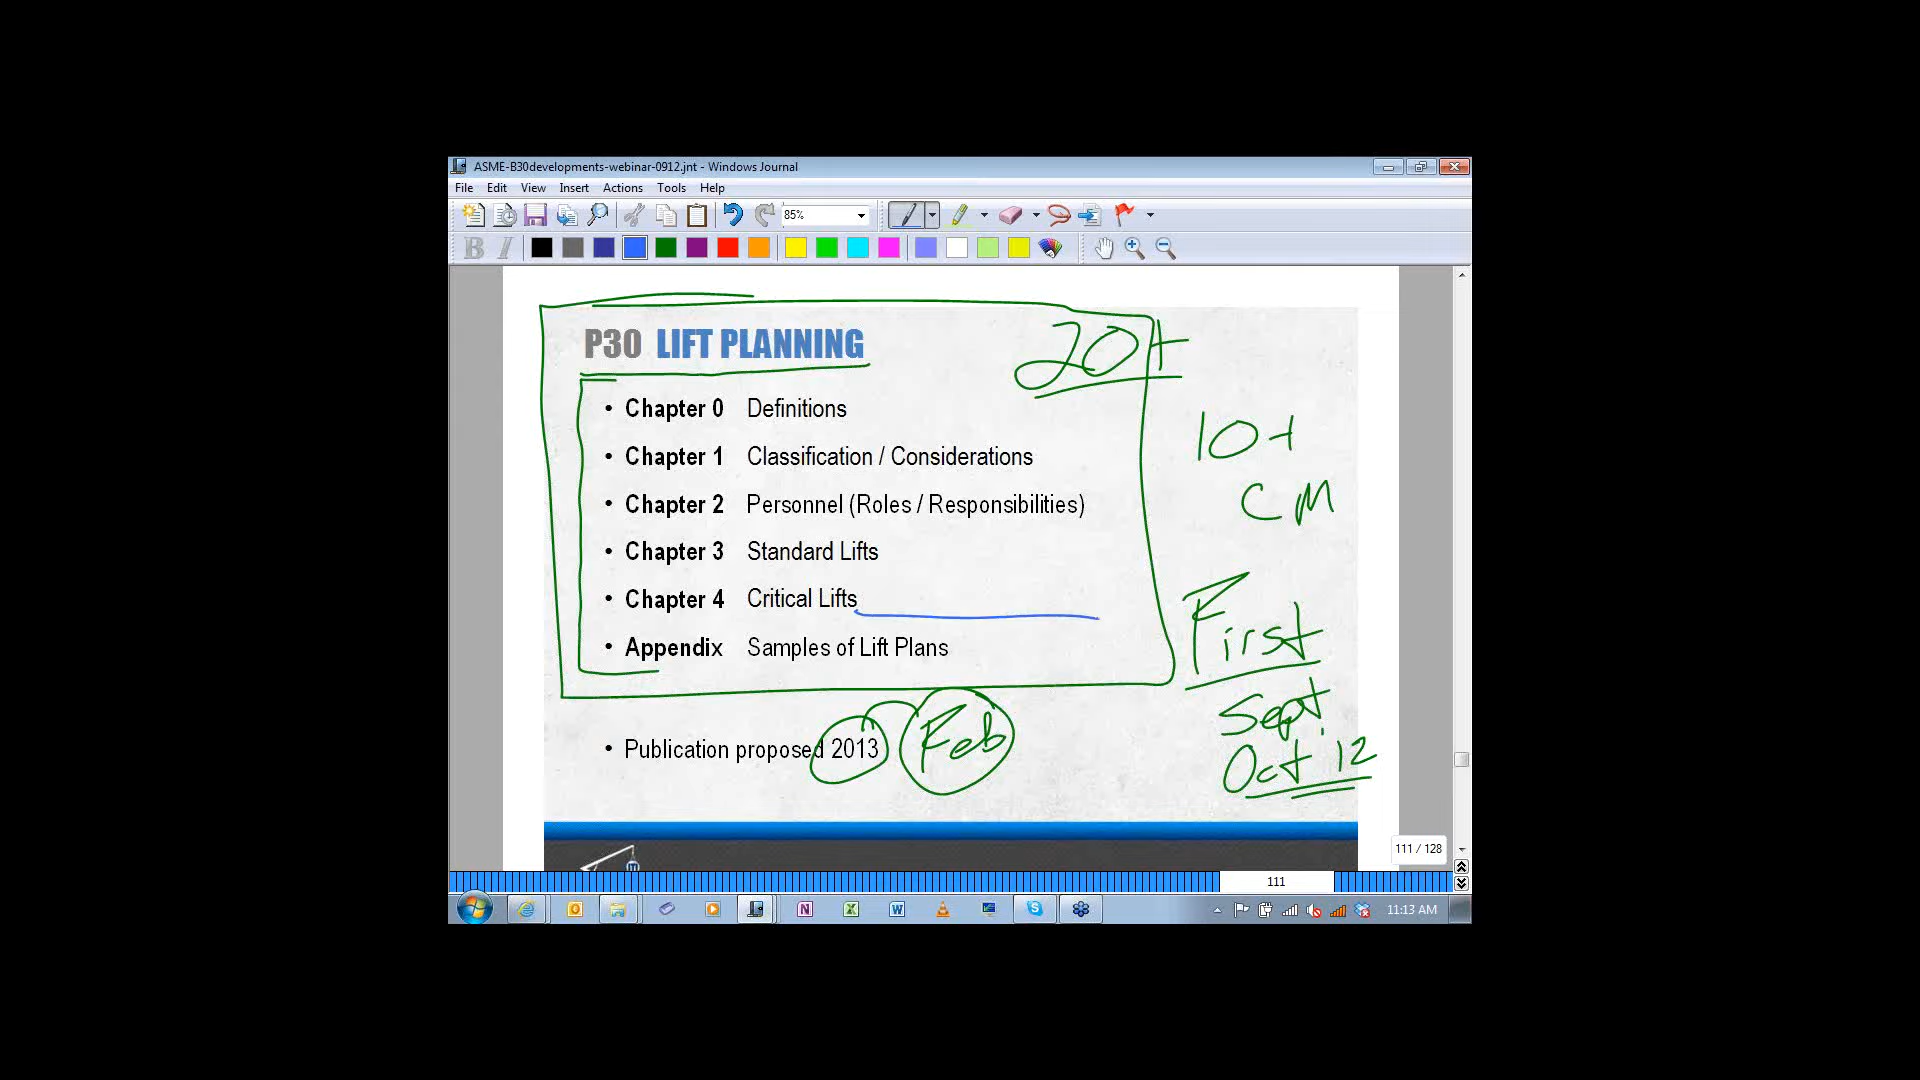 ASME-B30developments-webinar-0912.jnt - Windows Journal
File Edit View Insert Actions Tools Help
85%
B I
P30 LIFT PLANNING
20+
• Chapter 0 Definitions
10+
• Chapter 1 Classification / Considerations
• Chapter 2 Personnel (Roles / Responsibilities)
CM
• Chapter 3 Standard Lifts
• Chapter 4 Critical Lifts
First
• Appendix Samples of Lift Plans
Sept.
• Publication proposed 2013 Feb
Oct 12
111 / 128
111
11:13 AM